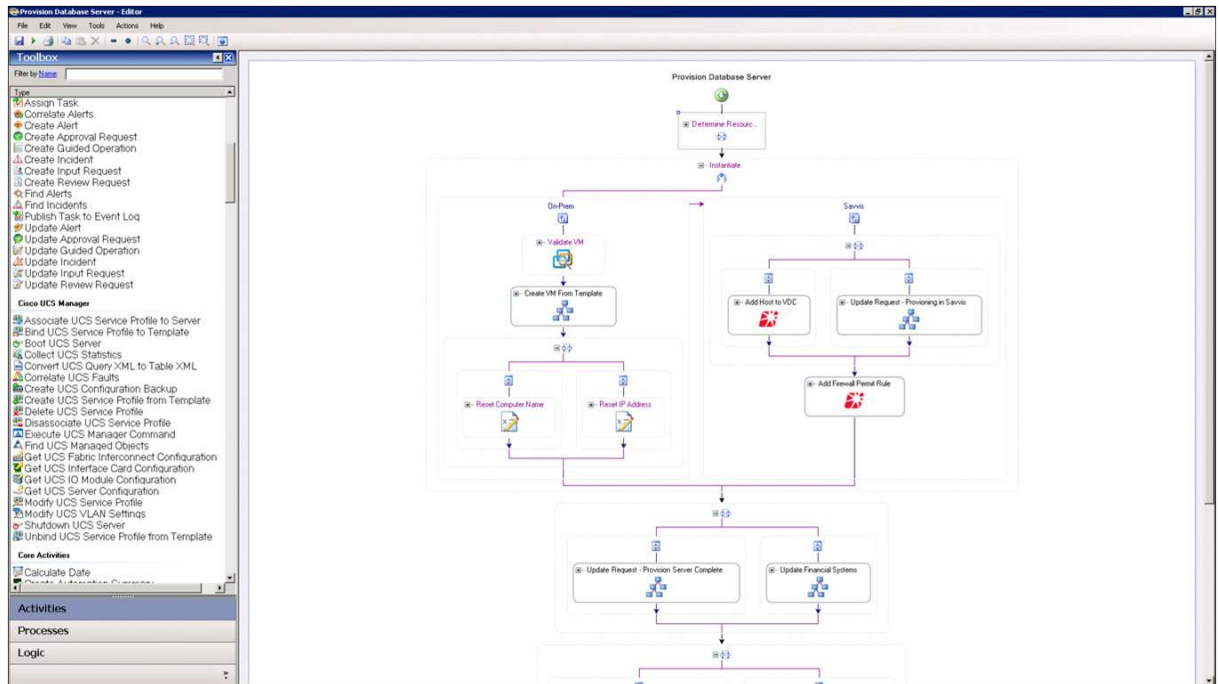 Provision Database Server - Editor
File Edit View Tools Actions Help
Toolbox
Filter by Name:
Type
Assign Task
Correlate Alerts
Create Alert
Create Approval Request
Create Guided Operation
Create Incident
Create Input Request
Create Review Request
Find Alerts
Find Incidents
Publish Task to Event Log
Update Alert
Update Approval Request
Update Guided Operation
Update Incident
Update Input Request
Update Review Request
Cisco UCS Manager
Associate UCS Service Profile to Server
Bind UCS Service Profile to Template
Boot UCS Server
Collect UCS Statistics
Convert UCS Query XML to Table XML
Correlate UCS Faults
Create UCS Configuration Backup
Create UCS Service Profile from Template
Delete UCS Service Profile
Disassociate UCS Service Profile
Execute UCS Manager Command
Find UCS Managed Objects
Get UCS Fabric Interconnect Configuration
Get UCS Interface Card Configuration
Get UCS IO Module Configuration
Get UCS Server Configuration
Modify UCS Service Profile
Modify UCS VLAN Settings
Shutdown UCS Server
Unbind UCS Service Profile from Template
Core Activities
Calculate Date
Activities
Processes
Logic
Provision Database Server
Determine Resourc...
Instantiate
On-Prem
Savvis
Validate VM
Create VM From Template
Add Host to VDC
Update Request - Provioning in Savvis
Reset Computer Name
Reset IP Address
Add Firewall Permit Rule
Update Request - Provision Server Complete
Update Financial Systems